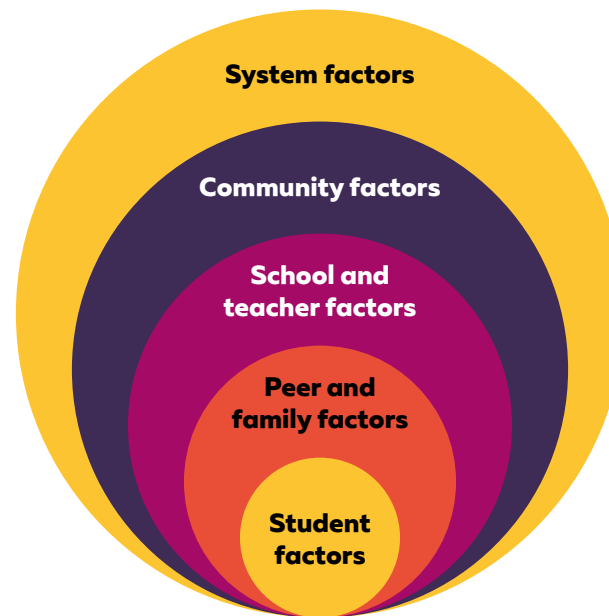 System factors
Community factors
School and
teacher factors
Peer and
family factors
Student
factors